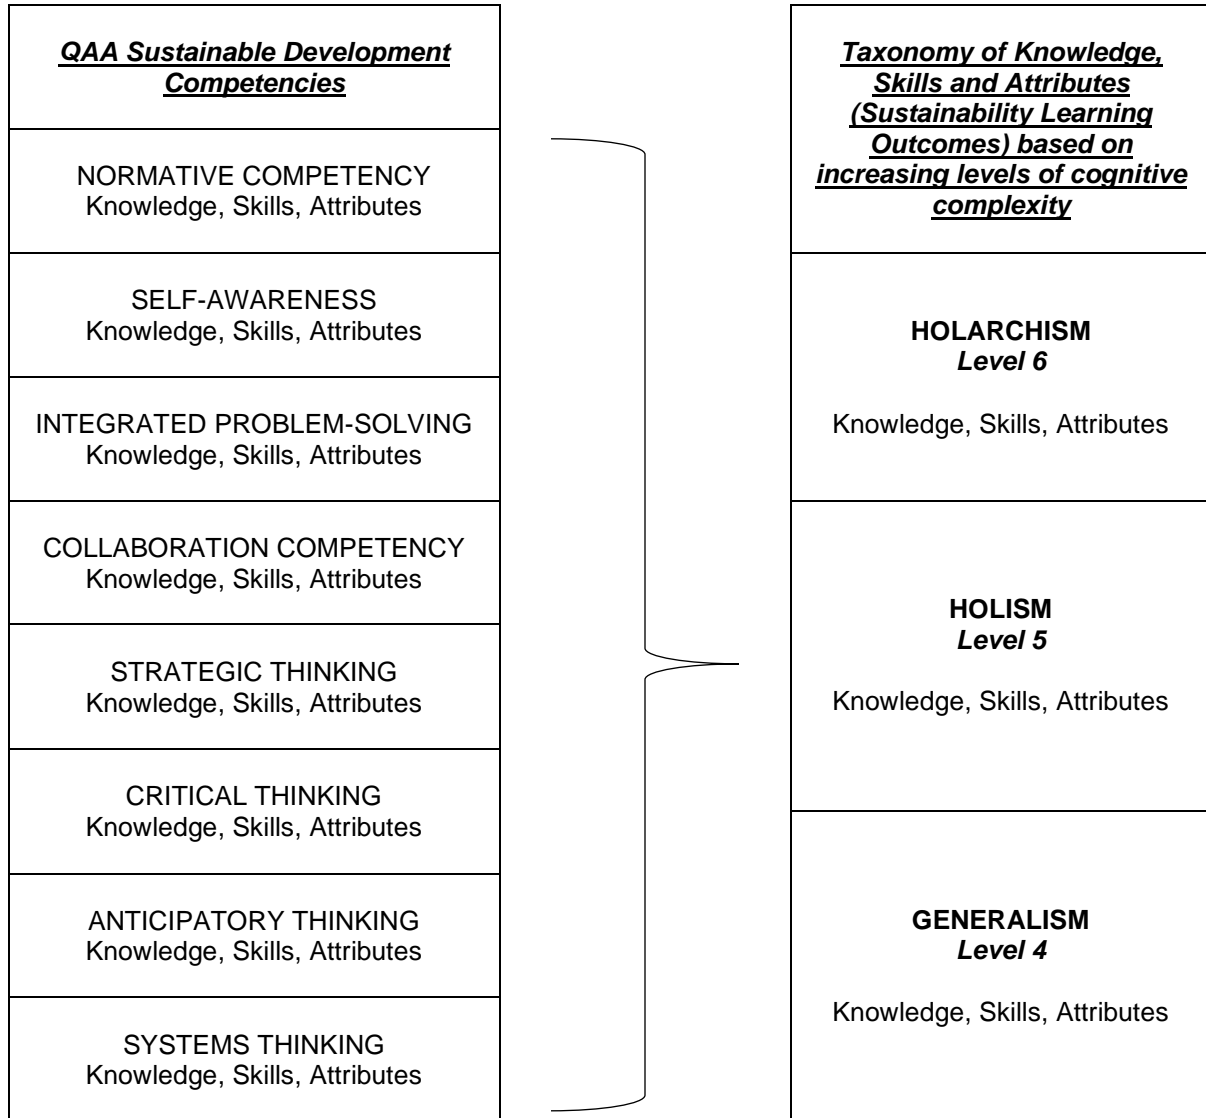 QAA Sustainable Development
Competencies
NORMATIVE COMPETENCY
Knowledge, Skills, Attributes
SELF-AWARENESS
Knowledge, Skills, Attributes
INTEGRATED PROBLEM-SOLVING
Knowledge, Skills, Attributes
COLLABORATION COMPETENCY
Knowledge, Skills, Attributes
STRATEGIC THINKING
Knowledge, Skills, Attributes
CRITICAL THINKING
Knowledge, Skills, Attributes
ANTICIPATORY THINKING
Knowledge, Skills, Attributes
SYSTEMS THINKING
Knowledge, Skills, Attributes
Taxonomy of Knowledge,
Skills and Attributes
(Sustainability Learning
Outcomes) based on
increasing levels of cognitive
complexity
HOLARCHISM
Level 6
Knowledge, Skills, Attributes
HOLISM
Level 5
Knowledge, Skills, Attributes
GENERALISM
Level 4
Knowledge, Skills, Attributes